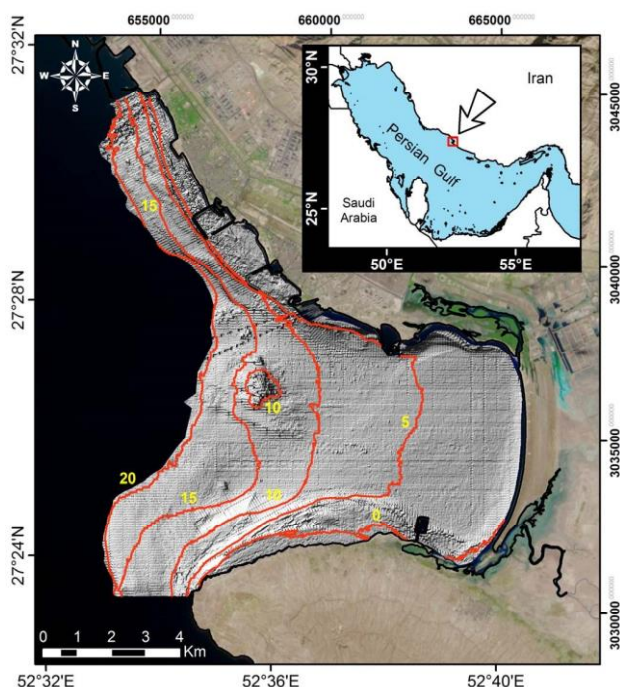 655000
660000
665000
27°32'N
27°28'N
27°24'N
N
W E
S
30°N
25°N
Iran
Persian Gulf
Saudi
Arabia
50°E
55°E
3045000
3040000
3035000
3030000
15
10
5
20
15
10
0
0 1 2 3 4
Km
52°32'E
52°36'E
52°40'E